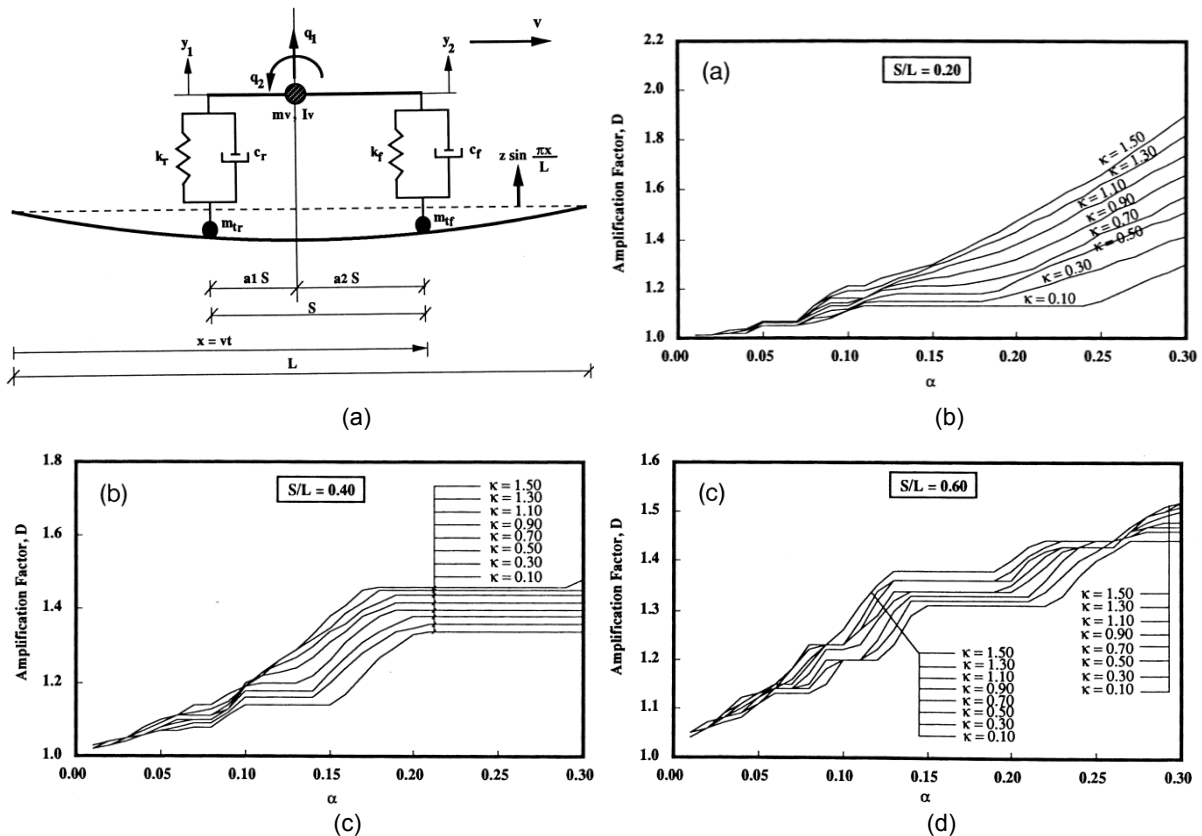 y1
q1
y2
v
q2
mv, Iv
kr
cr
kf
cf
z sin πx/L
mtr
mtf
a1 S
a2 S
S
x = vt
L
(a)
(a)
S/L = 0.20
Amplification Factor, D
2.2
2.0
1.8
1.6
1.4
1.2
1.0
κ = 1.50
κ = 1.30
κ = 1.10
κ = 0.90
κ = 0.70
κ = 0.50
κ = 0.30
κ = 0.10
0.00 0.05 0.10 0.15 0.20 0.25 0.30
α
(b)
(b)
S/L = 0.40
Amplification Factor, D
1.8
1.6
1.4
1.2
1.0
κ = 1.50
κ = 1.30
κ = 1.10
κ = 0.90
κ = 0.70
κ = 0.50
κ = 0.30
κ = 0.10
0.00 0.05 0.10 0.15 0.20 0.25 0.30
α
(c)
(c)
S/L = 0.60
Amplification Factor, D
1.6
1.5
1.4
1.3
1.2
1.1
1.0
κ = 1.50
κ = 1.30
κ = 1.10
κ = 0.90
κ = 0.70
κ = 0.50
κ = 0.30
κ = 0.10
κ = 1.50
κ = 1.30
κ = 1.10
κ = 0.90
κ = 0.70
κ = 0.50
κ = 0.30
κ = 0.10
0.00 0.05 0.10 0.15 0.20 0.25 0.30
α
(d)